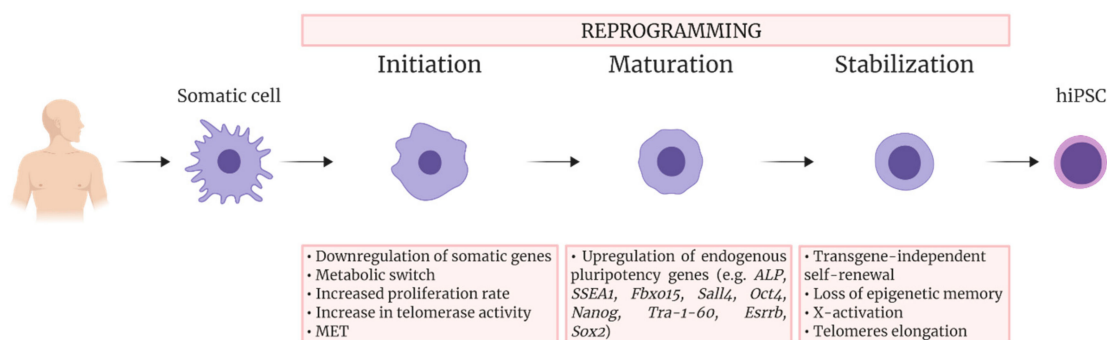 REPROGRAMMING
Initiation
Maturation
Stabilization
Somatic cell
hiPSC
• Downregulation of somatic genes
• Metabolic switch
• Increased proliferation rate
• Increase in telomerase activity
• MET
• Upregulation of endogenous
pluripotency genes (e.g. ALP,
SSEA1, Fbxo15, Sall4, Oct4,
Nanog, Tra-1-60, Esrrb,
Sox2)
• Transgene-independent
self-renewal
• Loss of epigenetic memory
• X-activation
• Telomeres elongation